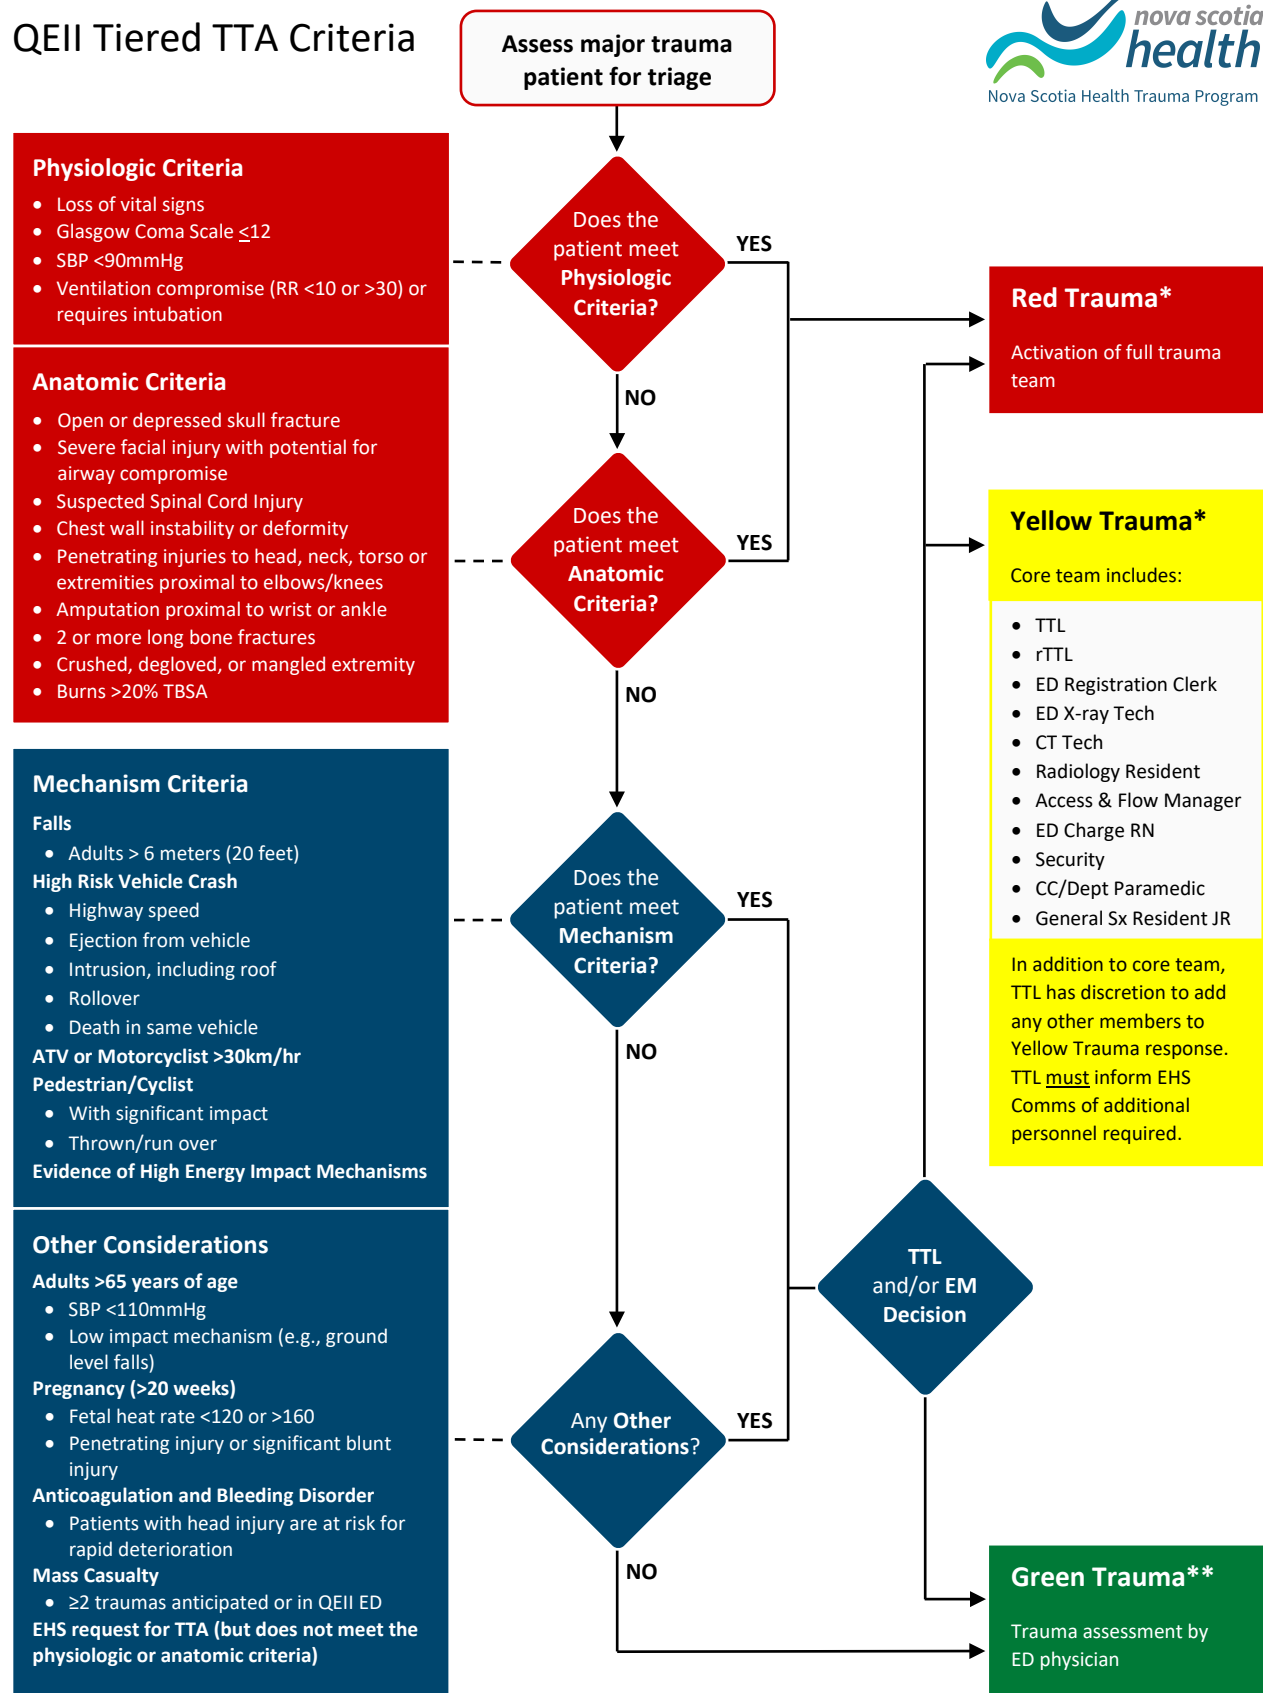 QEII Tiered TTA Criteria
Assess major trauma
patient for triage
nova scotia
health
Nova Scotia Health Trauma Program
Physiologic Criteria
• Loss of vital signs
• Glasgow Coma Scale <12
• SBP <90mmHg
• Ventilation compromise (RR <10 or >30) or
requires intubation
Does the
patient meet
Physiologic
Criteria?
YES
NO
Anatomic Criteria
• Open or depressed skull fracture
• Severe facial injury with potential for
airway compromise
• Suspected Spinal Cord Injury
• Chest wall instability or deformity
• Penetrating injuries to head, neck, torso or
extremities proximal to elbows/knees
• Amputation proximal to wrist or ankle
• 2 or more long bone fractures
• Crushed, degloved, or mangled extremity
• Burns >20% TBSA
Does the
patient meet
Anatomic
Criteria?
YES
NO
Red Trauma*
Activation of full trauma
team
Yellow Trauma*
Core team includes:
• TTL
• rTTL
• ED Registration Clerk
• ED X-ray Tech
• CT Tech
• Radiology Resident
• Access & Flow Manager
• ED Charge RN
• Security
• CC/Dept Paramedic
• General Sx Resident JR
In addition to core team,
TTL has discretion to add
any other members to
Yellow Trauma response.
TTL must inform EHS
Comms of additional
personnel required.
Mechanism Criteria
Falls
• Adults > 6 meters (20 feet)
High Risk Vehicle Crash
• Highway speed
• Ejection from vehicle
• Intrusion, including roof
• Rollover
• Death in same vehicle
ATV or Motorcyclist >30km/hr
Pedestrian/Cyclist
• With significant impact
• Thrown/run over
Evidence of High Energy Impact Mechanisms
Does the
patient meet
Mechanism
Criteria?
YES
NO
Other Considerations
Adults >65 years of age
• SBP <110mmHg
• Low impact mechanism (e.g., ground
level falls)
Pregnancy (>20 weeks)
• Fetal heat rate <120 or >160
• Penetrating injury or significant blunt
injury
Anticoagulation and Bleeding Disorder
• Patients with head injury are at risk for
rapid deterioration
Mass Casualty
• ≥2 traumas anticipated or in QEII ED
EHS request for TTA (but does not meet the
physiologic or anatomic criteria)
Any Other
Considerations?
YES
NO
TTL
and/or EM
Decision
Green Trauma**
Trauma assessment by
ED physician